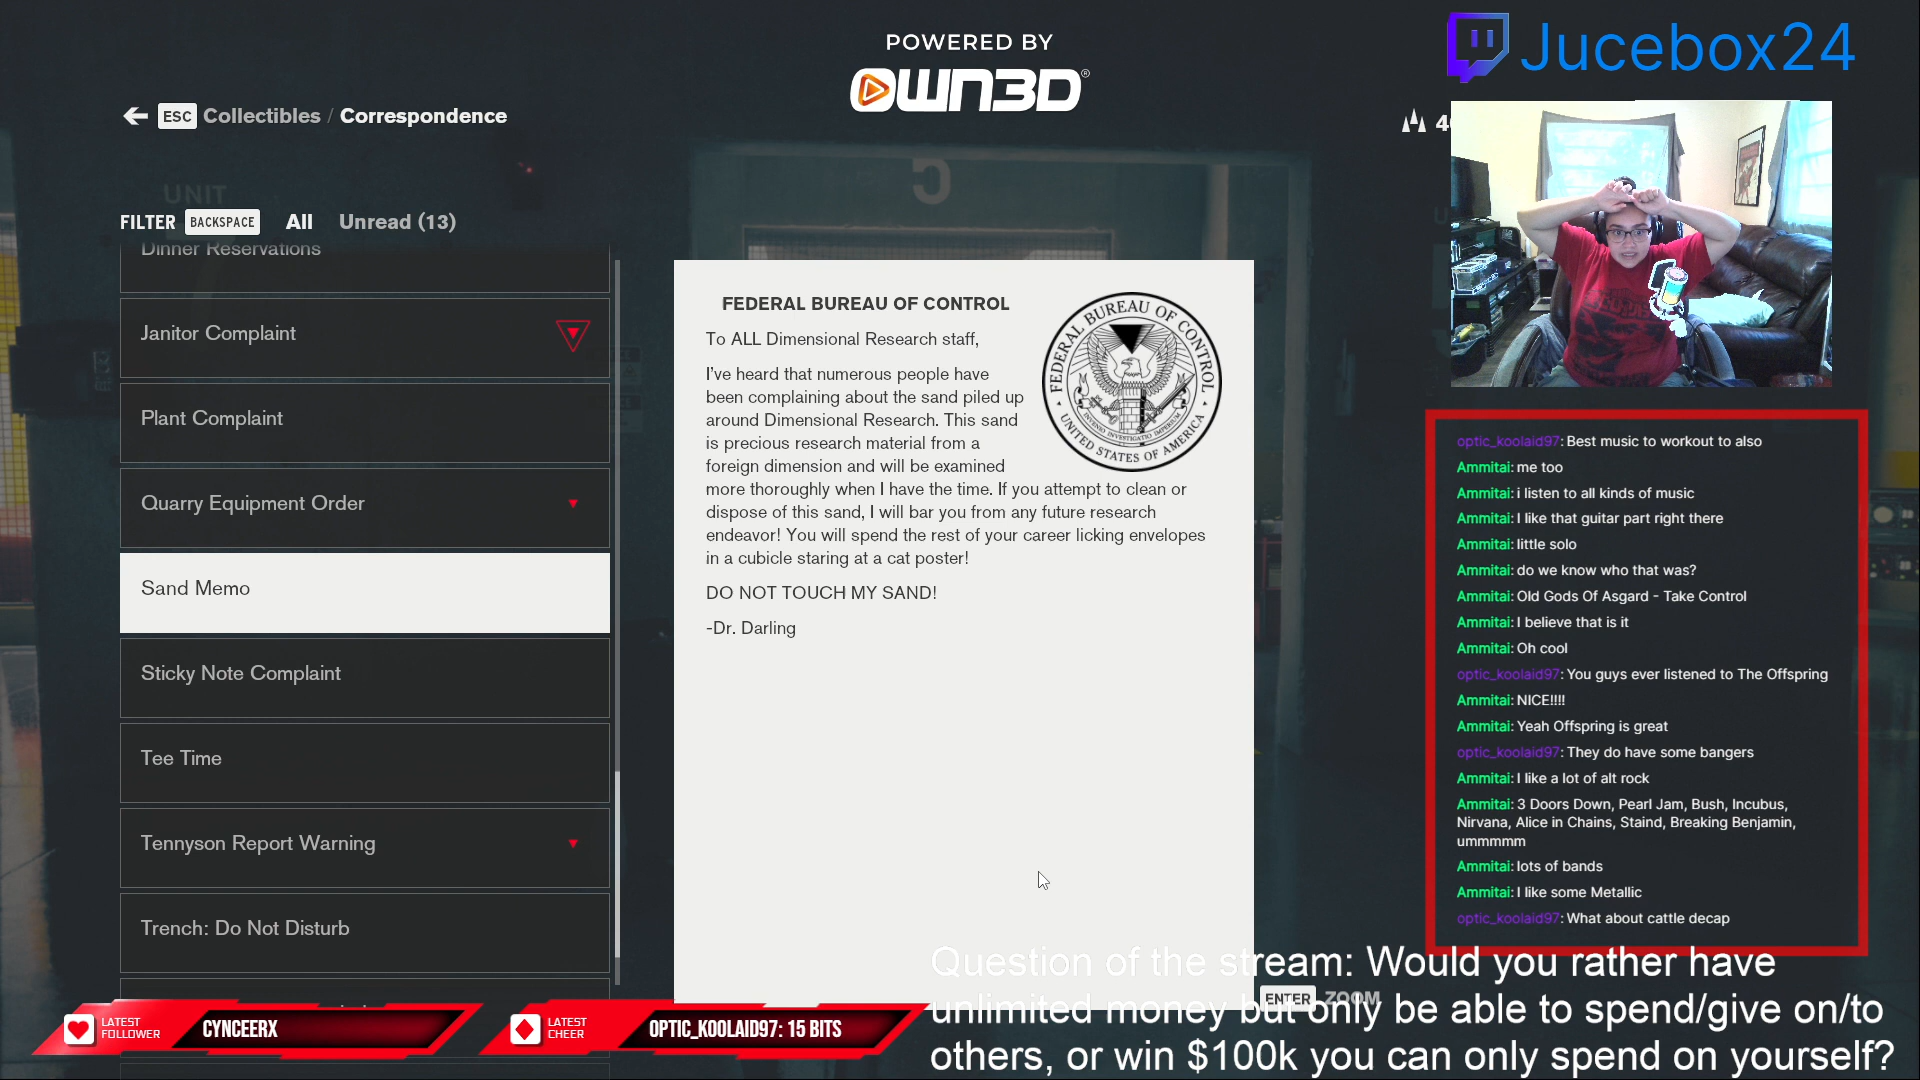 POWERED BY
OWN3D®
Jucebox24
ESC Collectibles / Correspondence
UNIT
5
FILTER BACKSPACE All Unread (13)
Dinner Reservations
Janitor Complaint
Plant Complaint
Quarry Equipment Order
Sand Memo
Sticky Note Complaint
Tee Time
Tennyson Report Warning
Trench: Do Not Disturb
FEDERAL BUREAU OF CONTROL
To ALL Dimensional Research staff,
I've heard that numerous people have
been complaining about the sand piled up
around Dimensional Research. This sand
is precious research material from a
foreign dimension and will be examined
more thoroughly when I have the time. If you attempt to clean or
dispose of this sand, I will bar you from any future research
endeavor! You will spend the rest of your career licking envelopes
in a cubicle staring at a cat poster!
DO NOT TOUCH MY SAND!
-Dr. Darling
FEDERAL BUREAU OF CONTROL
INVENIO INVESTIGATIO IMPERIUM
UNITED STATES OF AMERICA
optic_koolaid97: Best music to workout to also
Ammitai: me too
Ammitai: i listen to all kinds of music
Ammitai: I like that guitar part right there
Ammitai: little solo
Ammitai: do we know who that was?
Ammitai: Old Gods Of Asgard - Take Control
Ammitai: I believe that is it
Ammitai: Oh cool
optic_koolaid97: You guys ever listened to The Offspring
Ammitai: NICE!!!!
Ammitai: Yeah Offspring is great
optic_koolaid97: They do have some bangers
Ammitai: I like a lot of alt rock
Ammitai: 3 Doors Down, Pearl Jam, Bush, Incubus,
Nirvana, Alice in Chains, Staind, Breaking Benjamin,
ummmmm
Ammitai: lots of bands
Ammitai: I like some Metallic
optic_koolaid97: What about cattle decap
ENTER ZOOM
Question of the stream: Would you rather have
unlimited money but only be able to spend/give on/to
others, or win $100k you can only spend on yourself?
LATEST
FOLLOWER
CYNCEERX
LATEST
CHEER
OPTIC_KOOLAID97: 15 BITS